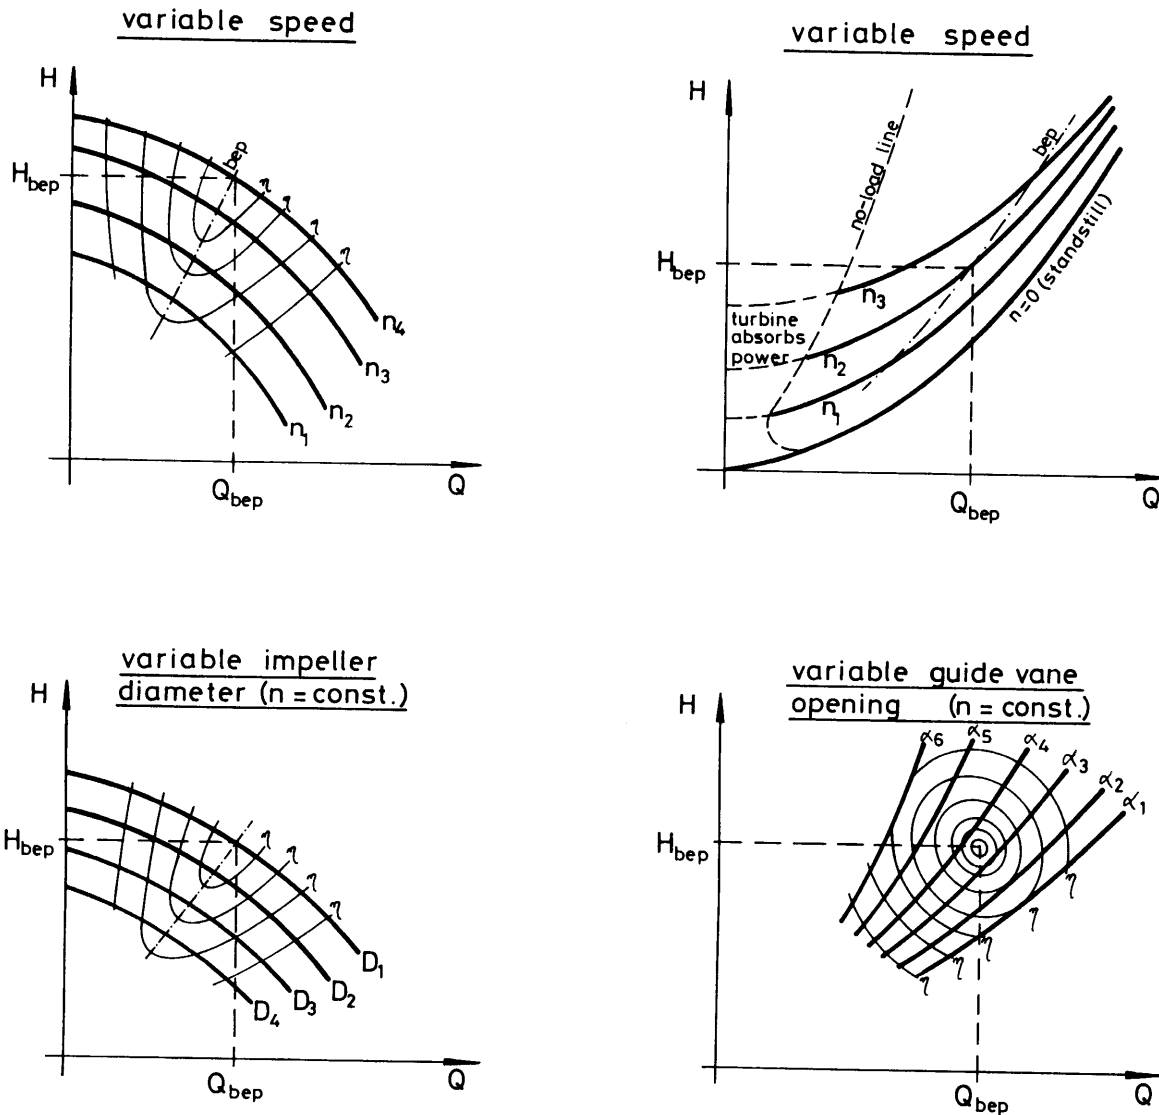 variable speed
H
H_bep
bep
η
η
η
η
n₄
n₃
n₂
n₁
Q_bep
Q
variable speed
H
no-load line
bep
H_bep
n₃
n=0 (standstill)
turbine
absorbs
power
n₂
n₁
Q_bep
Q
variable impeller
diameter (n = const.)
H
H_bep
η
η
η
η
D₁
D₂
D₃
D₄
Q_bep
Q
variable guide vane
opening (n = const.)
H
α₆
α₅
α₄
α₃
α₂
α₁
H_bep
η
η
η
η
η
Q_bep
Q